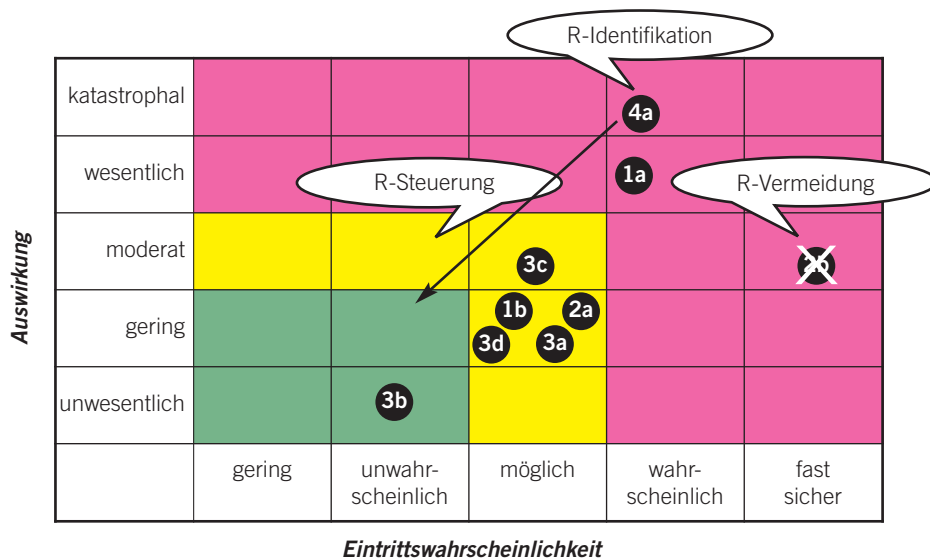 R-Identifikation
katastrophal
4a
wesentlich
R-Steuerung
1a
R-Vermeidung
moderat
3c
2b
gering
1b
2a
3d
3a
unwesentlich
3b
gering
unwahr-
scheinlich
möglich
wahr-
scheinlich
fast
sicher
Auswirkung
Eintrittswahrscheinlichkeit